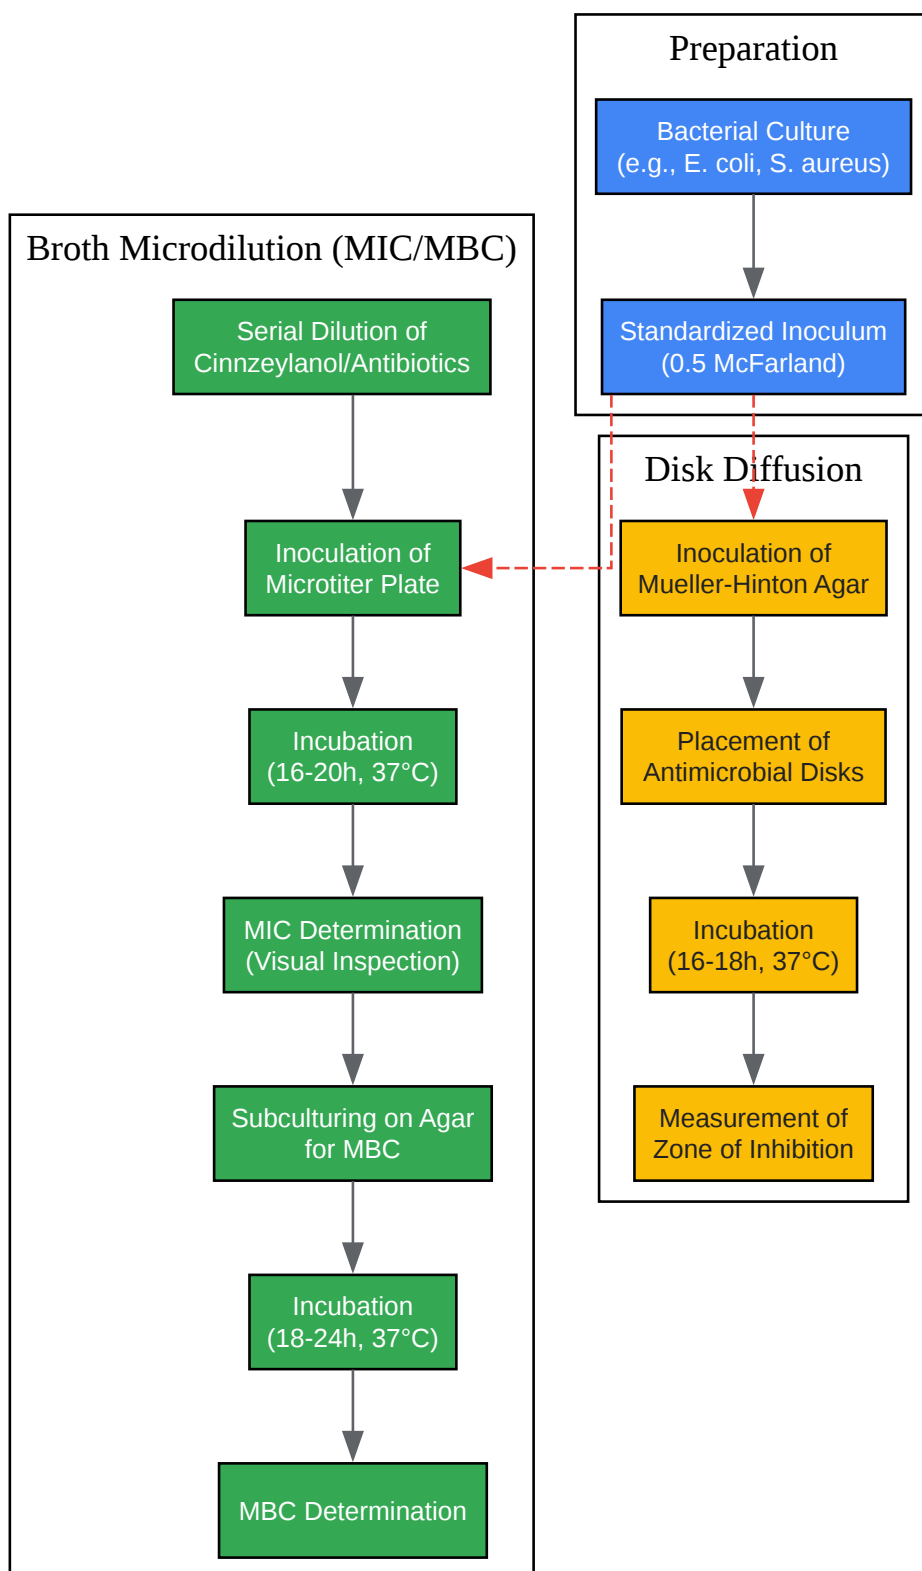 Preparation
Bacterial Culture
(e.g., E. coli, S. aureus)
Standardized Inoculum
(0.5 McFarland)
Broth Microdilution (MIC/MBC)
Serial Dilution of
Cinnzeylanol/Antibiotics
Inoculation of
Microtiter Plate
Incubation
(16-20h, 37°C)
MIC Determination
(Visual Inspection)
Subculturing on Agar
for MBC
Incubation
(18-24h, 37°C)
MBC Determination
Disk Diffusion
Inoculation of
Mueller-Hinton Agar
Placement of
Antimicrobial Disks
Incubation
(16-18h, 37°C)
Measurement of
Zone of Inhibition